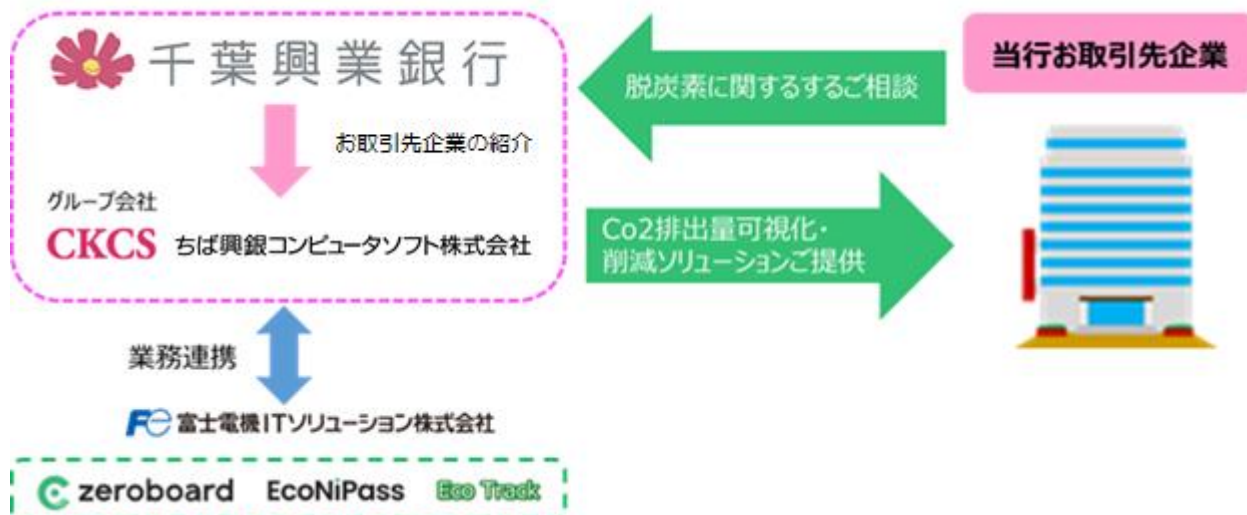 千葉興業銀行
お取引先企業の紹介
グループ会社
CKCS ちば興銀コンピュータソフト株式会社
業務連携
Fe 富士電機ITソリューション株式会社
zeroboard EcoNiPass Eco Track
脱炭素に関するするご相談
Co2排出量可視化・
削減ソリューションご提供
当行お取引先企業